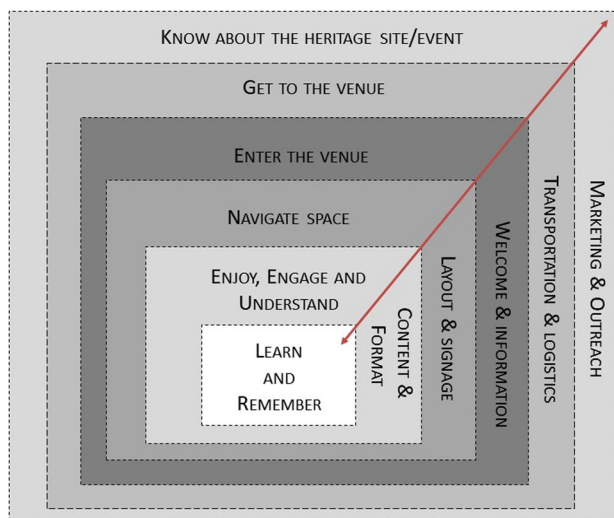 Know about the heritage site/event
Get to the venue
Enter the venue
Navigate space
Enjoy, Engage and
Understand
Learn
and
Remember
Content &
Format
Layout & signage
Welcome & information
Transportation & logistics
Marketing & Outreach